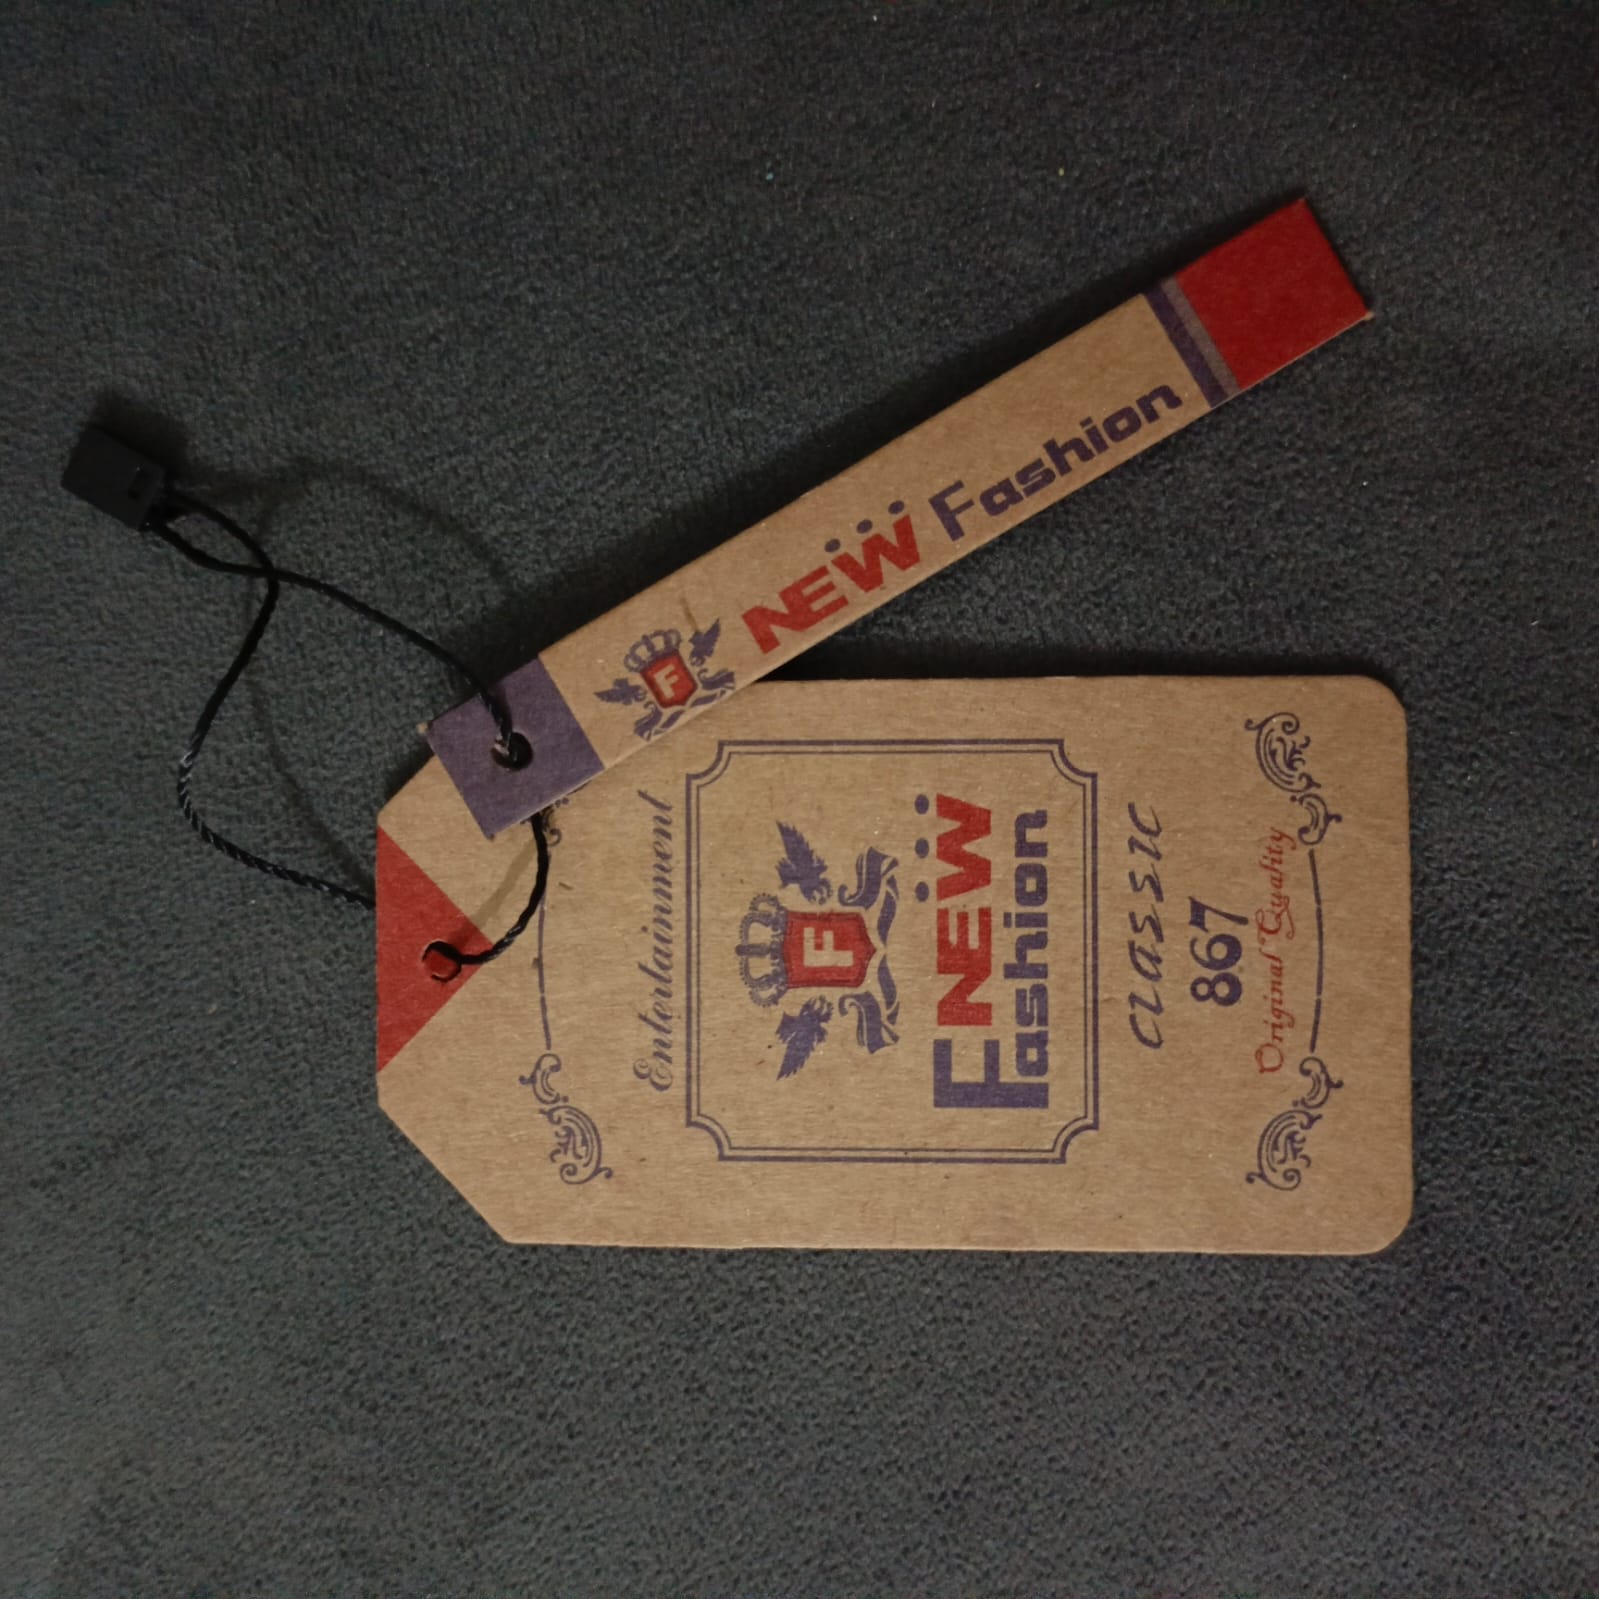 F
NEW Fashion
Entertainment
F
NEW
Fashion
classic
867
Original Quality